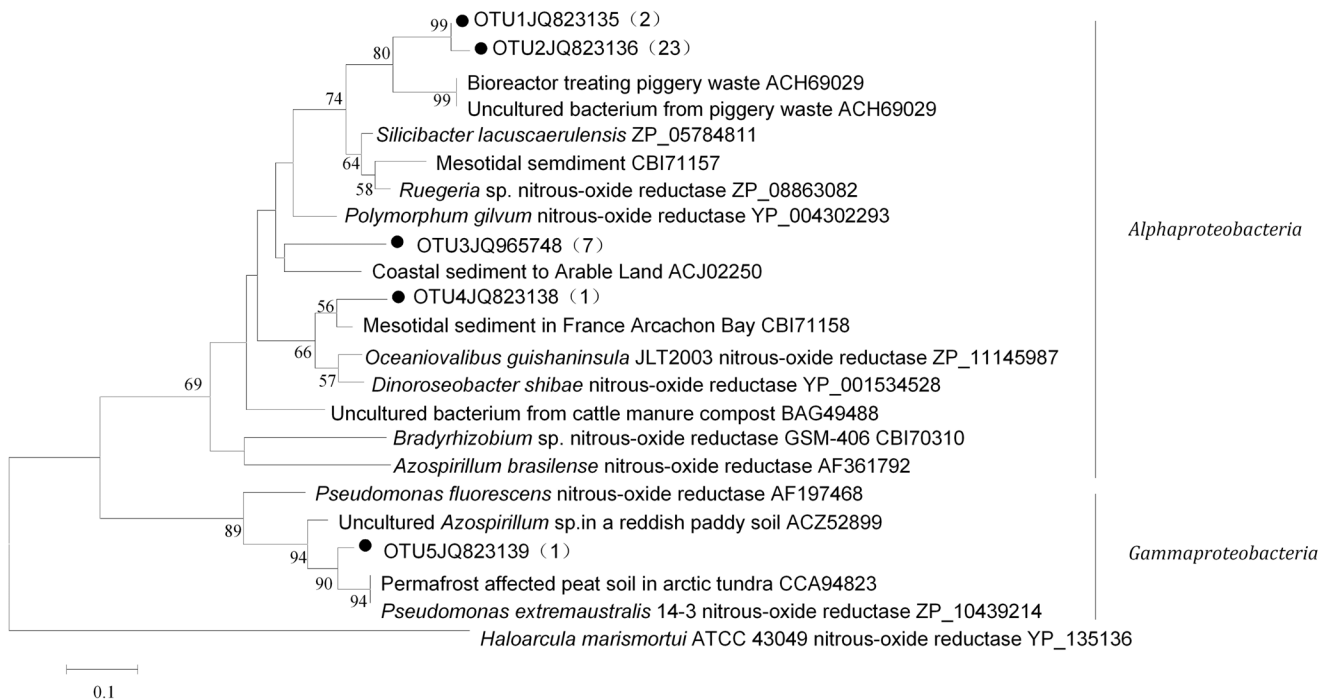 99
OTU1JQ823135（2）
80
OTU2JQ823136（23）
Bioreactor treating piggery waste ACH69029
74
99
Uncultured bacterium from piggery waste ACH69029
Silicibacter lacuscaerulensis ZP_05784811
64
Mesotidal semdiment CBI71157
58
Ruegeria sp. nitrous-oxide reductase ZP_08863082
Polymorphum gilvum nitrous-oxide reductase YP_004302293
Alphaproteobacteria
OTU3JQ965748（7）
Coastal sediment to Arable Land ACJ02250
56
OTU4JQ823138（1）
Mesotidal sediment in France Arcachon Bay CBI71158
66
Oceaniovalibus guishaninsula JLT2003 nitrous-oxide reductase ZP_11145987
69
57
Dinoroseobacter shibae nitrous-oxide reductase YP_001534528
Uncultured bacterium from cattle manure compost BAG49488
Bradyrhizobium sp. nitrous-oxide reductase GSM-406 CBI70310
Azospirillum brasilense nitrous-oxide reductase AF361792
Pseudomonas fluorescens nitrous-oxide reductase AF197468
89
Uncultured Azospirillum sp.in a reddish paddy soil ACZ52899
94
OTU5JQ823139（1）
Gammaproteobacteria
90
Permafrost affected peat soil in arctic tundra CCA94823
94
Pseudomonas extremaustralis 14-3 nitrous-oxide reductase ZP_10439214
Haloarcula marismortui ATCC 43049 nitrous-oxide reductase YP_135136
0.1